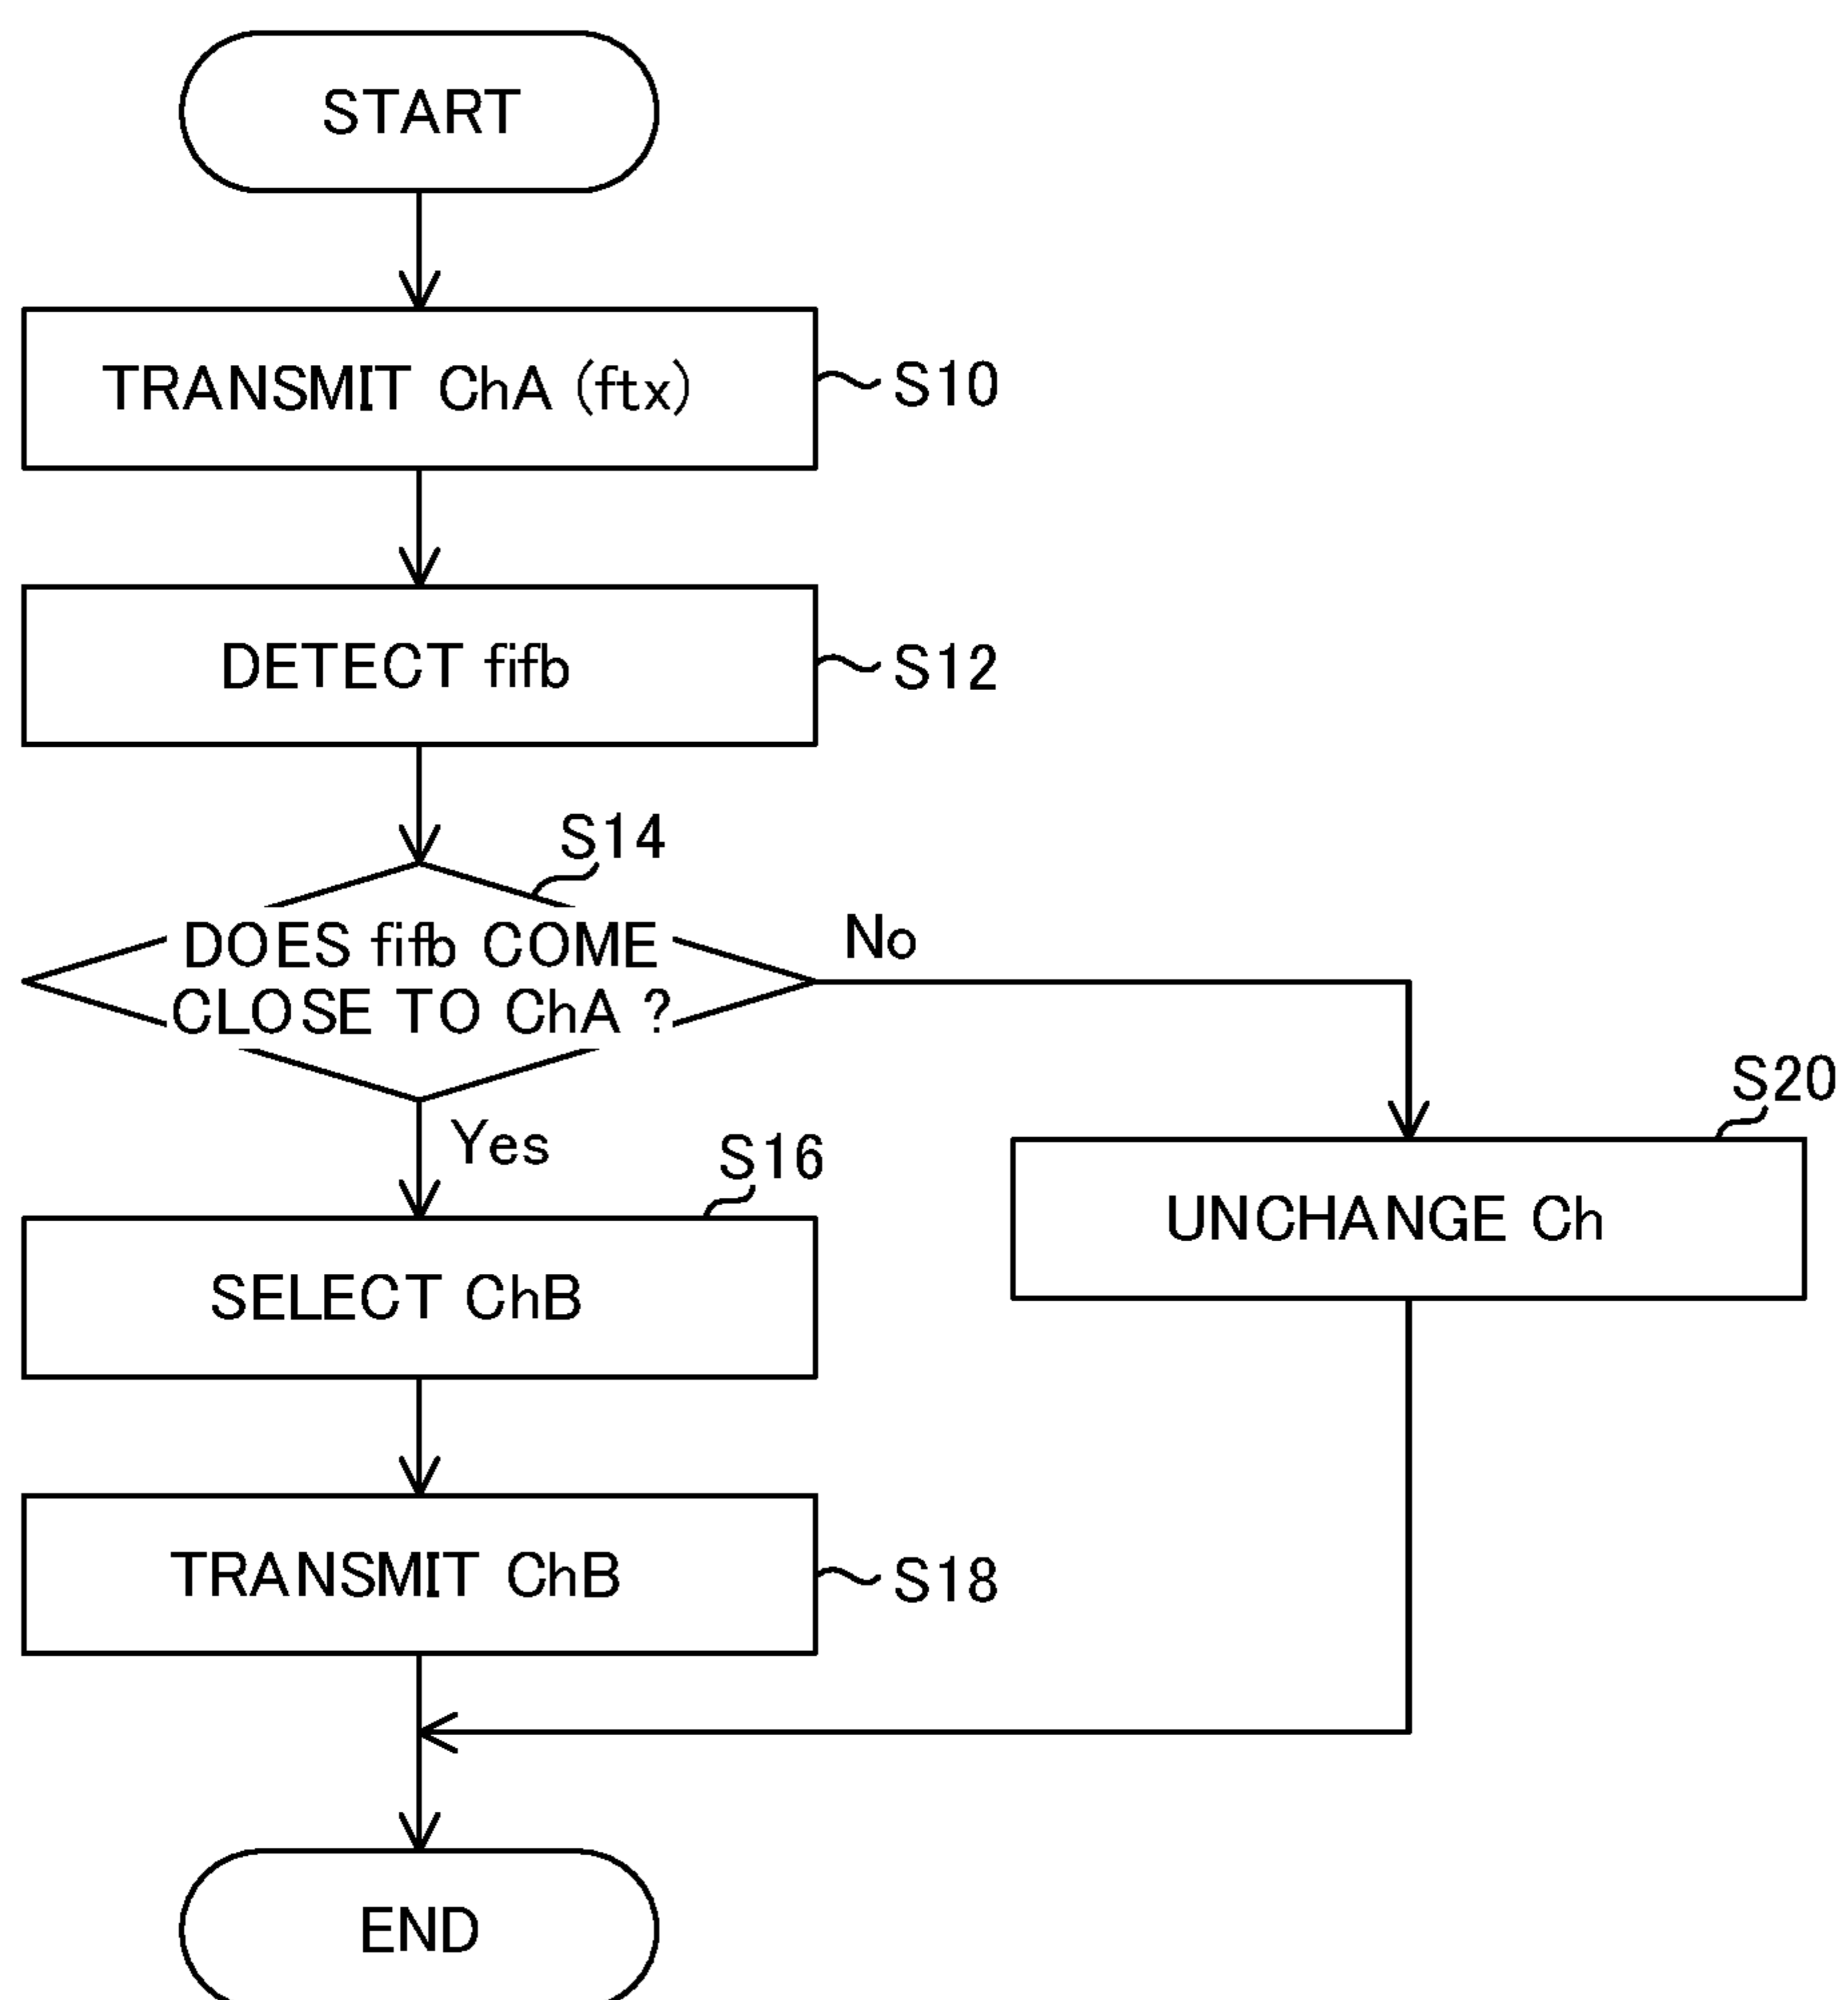 START
TRANSMIT ChA (ftx)
S10
DETECT fifb
S12
S14
DOES fifb COME
CLOSE TO ChA ?
No
Yes
S16
SELECT ChB
S20
UNCHANGE Ch
TRANSMIT ChB
S18
END